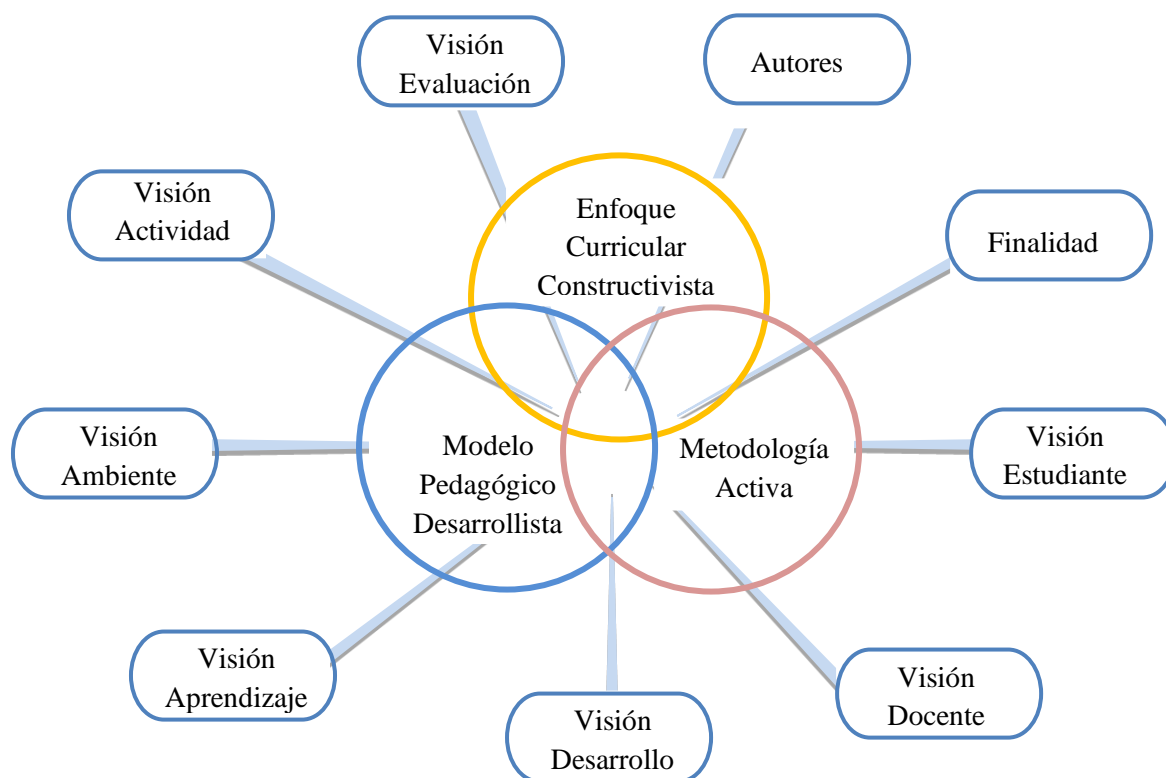 Visión
Evaluación
Autores
Visión
Actividad
Enfoque
Curricular
Constructivista
Finalidad
Visión
Ambiente
Modelo
Pedagógico
Desarrollista
Metodología
Activa
Visión
Estudiante
Visión
Aprendizaje
Visión
Desarrollo
Visión
Docente